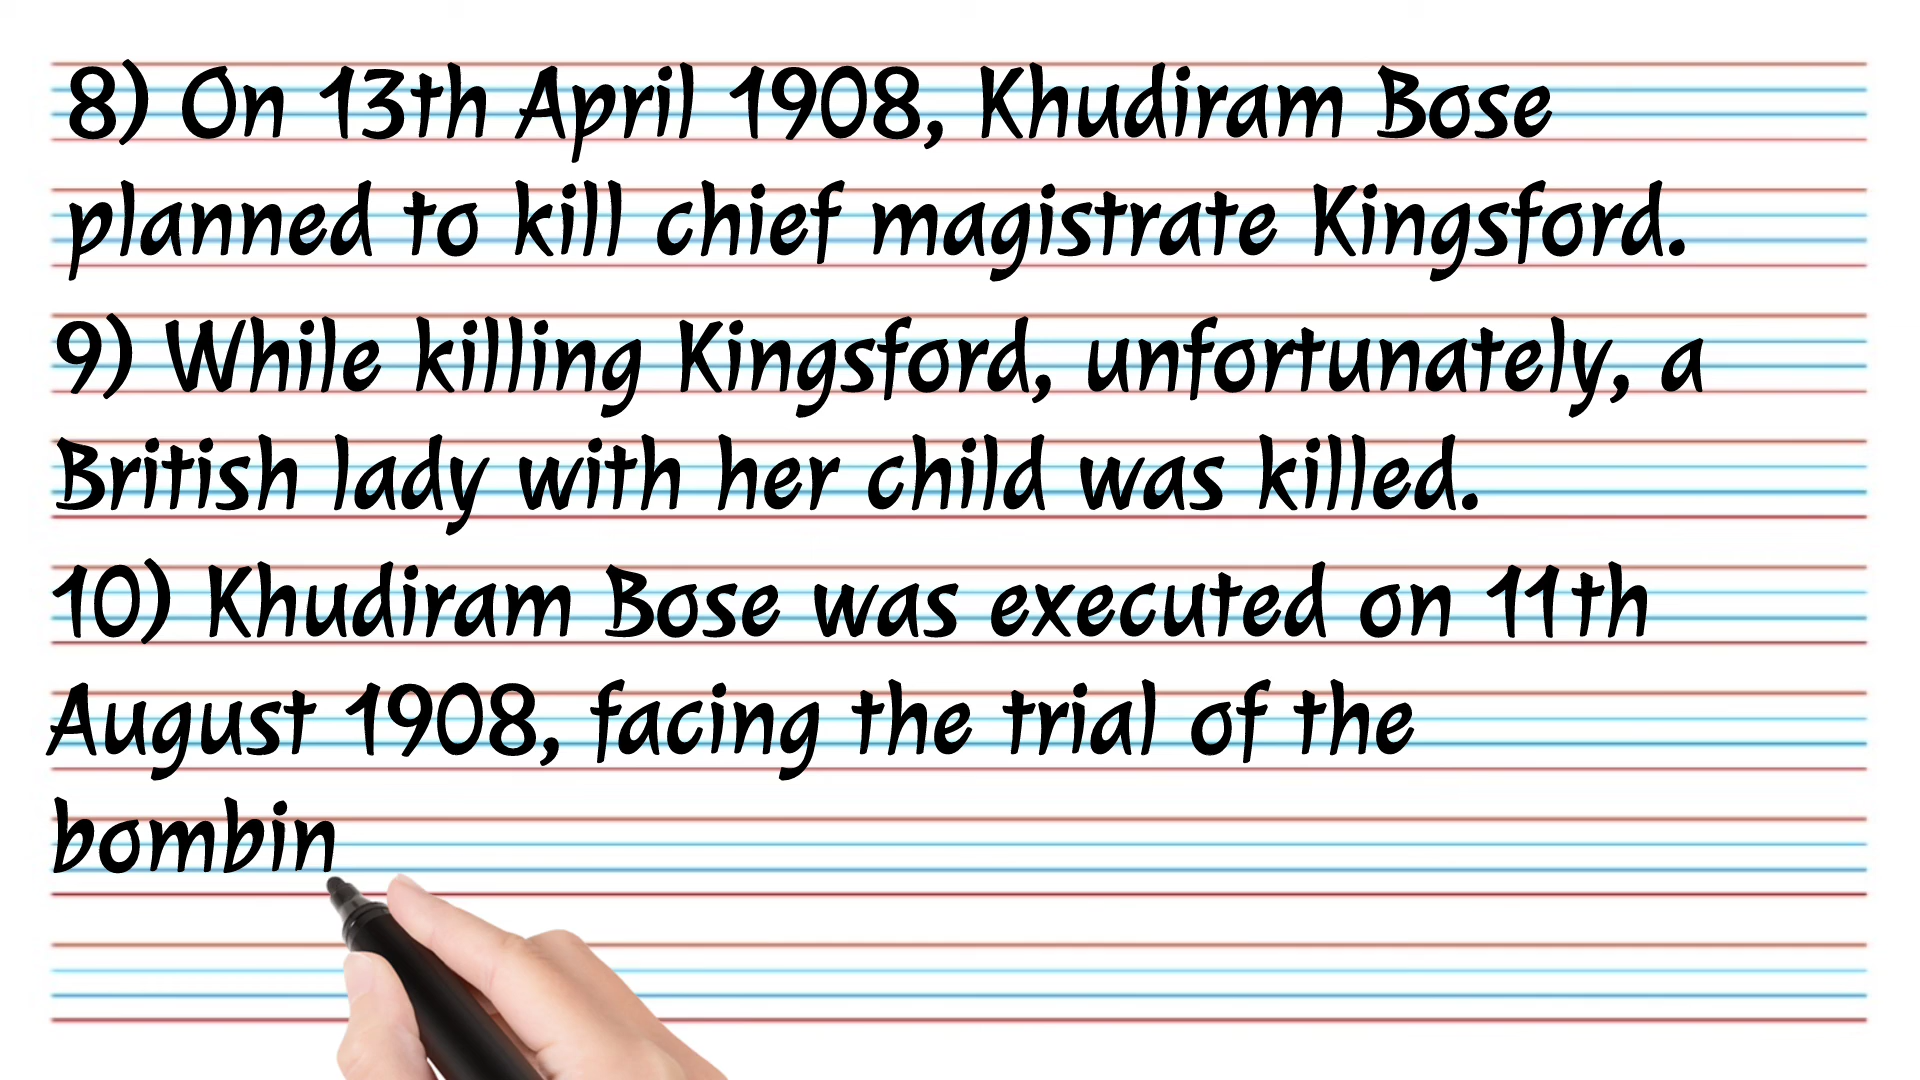 8) On 13th April 1908, Khudiram Bose
planned to kill chief magistrate Kingsford.
9) While killing Kingsford, unfortunately, a
British lady with her child was killed.
10) Khudiram Bose was executed on 11th
August 1908, facing the trial of the
bombin